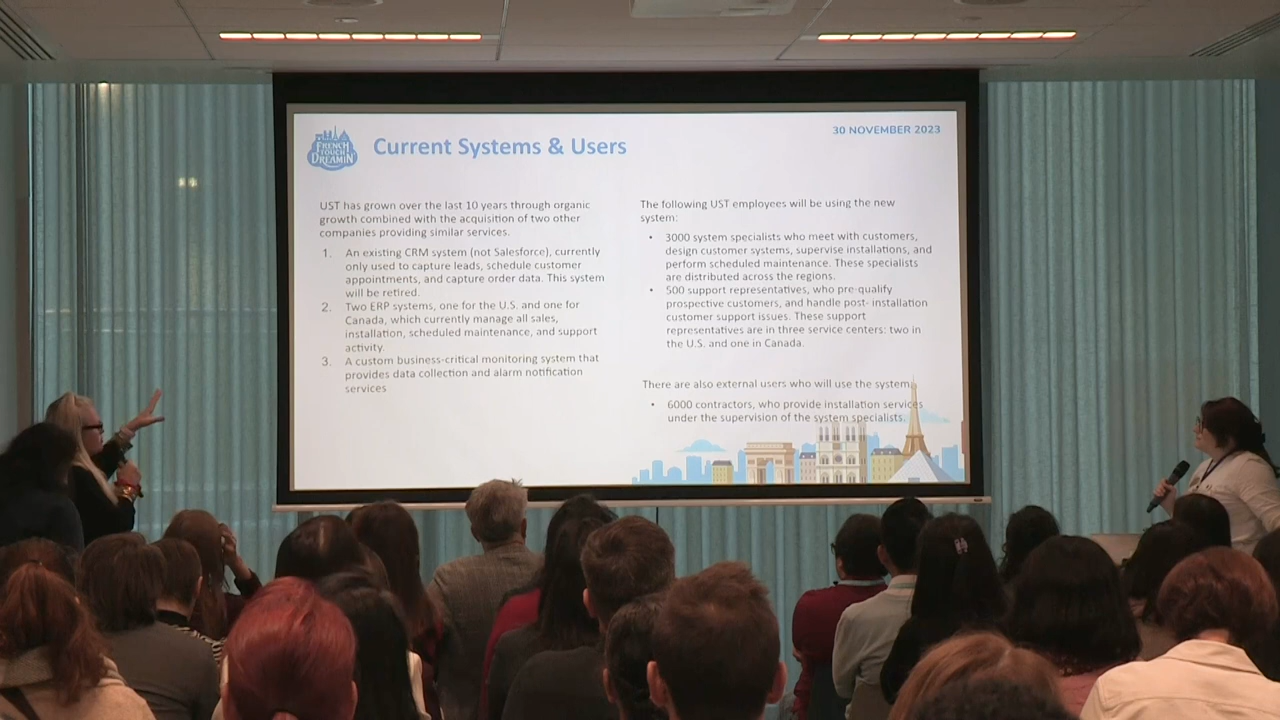 30 NOVEMBER 2023
FRENCH
TOUCH
DREAMIN'
Current Systems & Users
UST has grown over the last 10 years through organic
growth combined with the acquisition of two other
companies providing similar services.
1. An existing CRM system (not Salesforce), currently
only used to capture leads, schedule customer
appointments, and capture order data. This system
will be retired.
2. Two ERP systems, one for the U.S. and one for
Canada, which currently manage all sales,
installation, scheduled maintenance, and support
activity.
3. A custom business-critical monitoring system that
provides data collection and alarm notification
services
The following UST employees will be using the new
system:
• 3000 system specialists who meet with customers,
design customer systems, supervise installations, and
perform scheduled maintenance. These specialists
are distributed across the regions.
• 500 support representatives, who pre-qualify
prospective customers, and handle post- installation
customer support issues. These support
representatives are in three service centers: two in
the U.S. and one in Canada.
There are also external users who will use the system:
• 6000 contractors, who provide installation services
under the supervision of the system specialists.